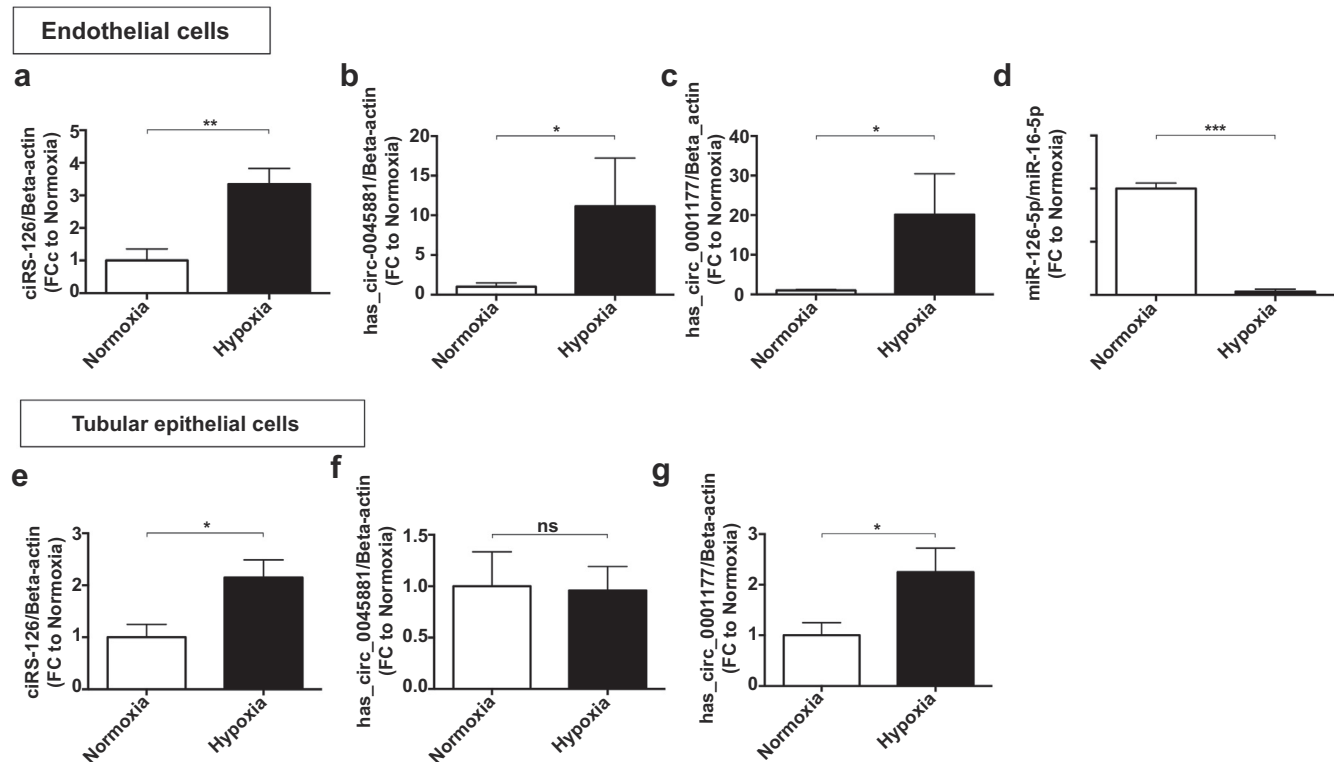 Endothelial cells
a
ciRS-126/Beta-actin
(FCc to Normoxia)
5
4
3
2
1
0
**
Normoxia
Hypoxia
b
has_circ-0045881/Beta-actin
(FC to Normoxia)
20
15
10
5
0
*
Normoxia
Hypoxia
c
has_circ_0001177/Beta_actin
(FC to Normoxia)
40
30
20
10
0
*
Normoxia
Hypoxia
d
miR-126-5p/miR-16-5p
(FC to Normoxia)
***
Normoxia
Hypoxia
Tubular epithelial cells
e
ciRS-126/Beta-actin
(FC to Normoxia)
3
2
1
0
*
Normoxia
Hypoxia
f
has_circ_0045881/Beta-actin
(FC to Normoxia)
1.5
1.0
0.5
0.0
ns
Normoxia
Hypoxia
g
has_circ_0001177/Beta-actin
(FC to Normoxia)
3
2
1
0
*
Normoxia
Hypoxia